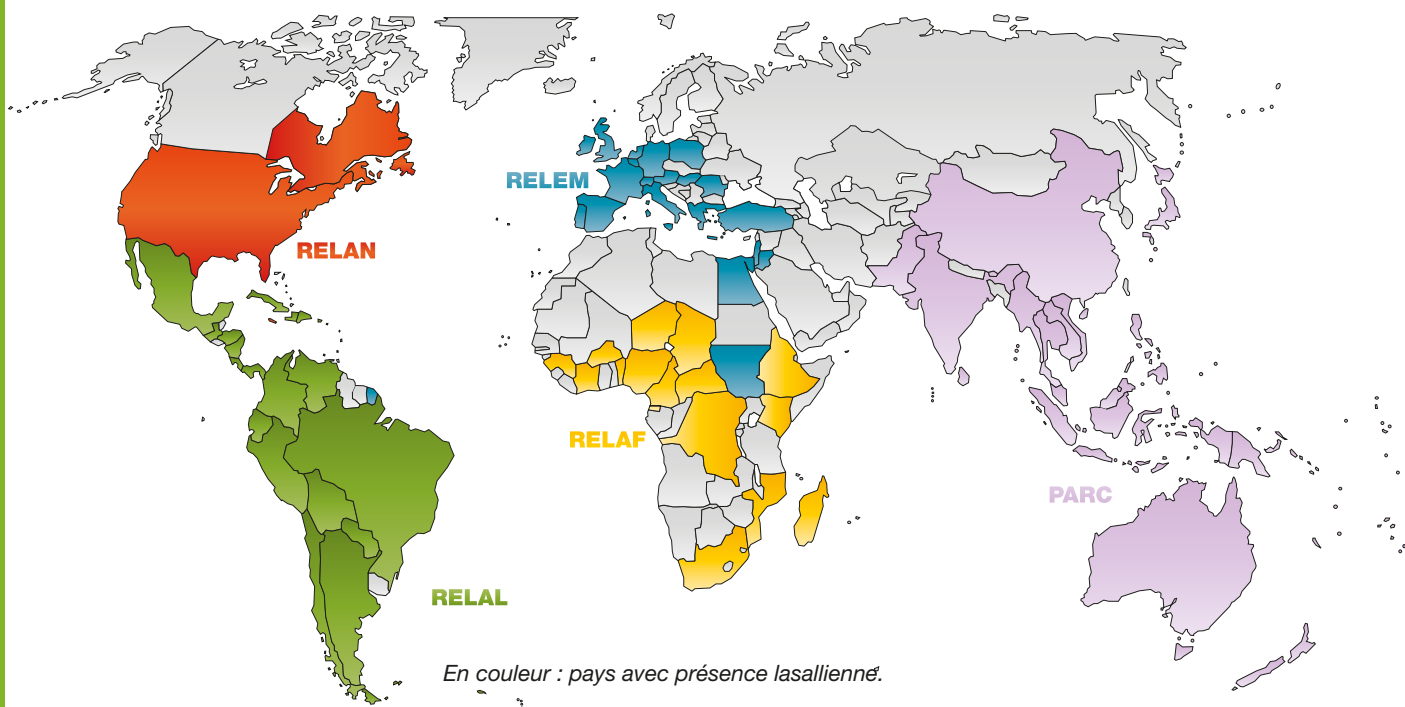 RELEM
RELAN
RELAF
PARC
RELAL
En couleur : pays avec présence lasallienne.